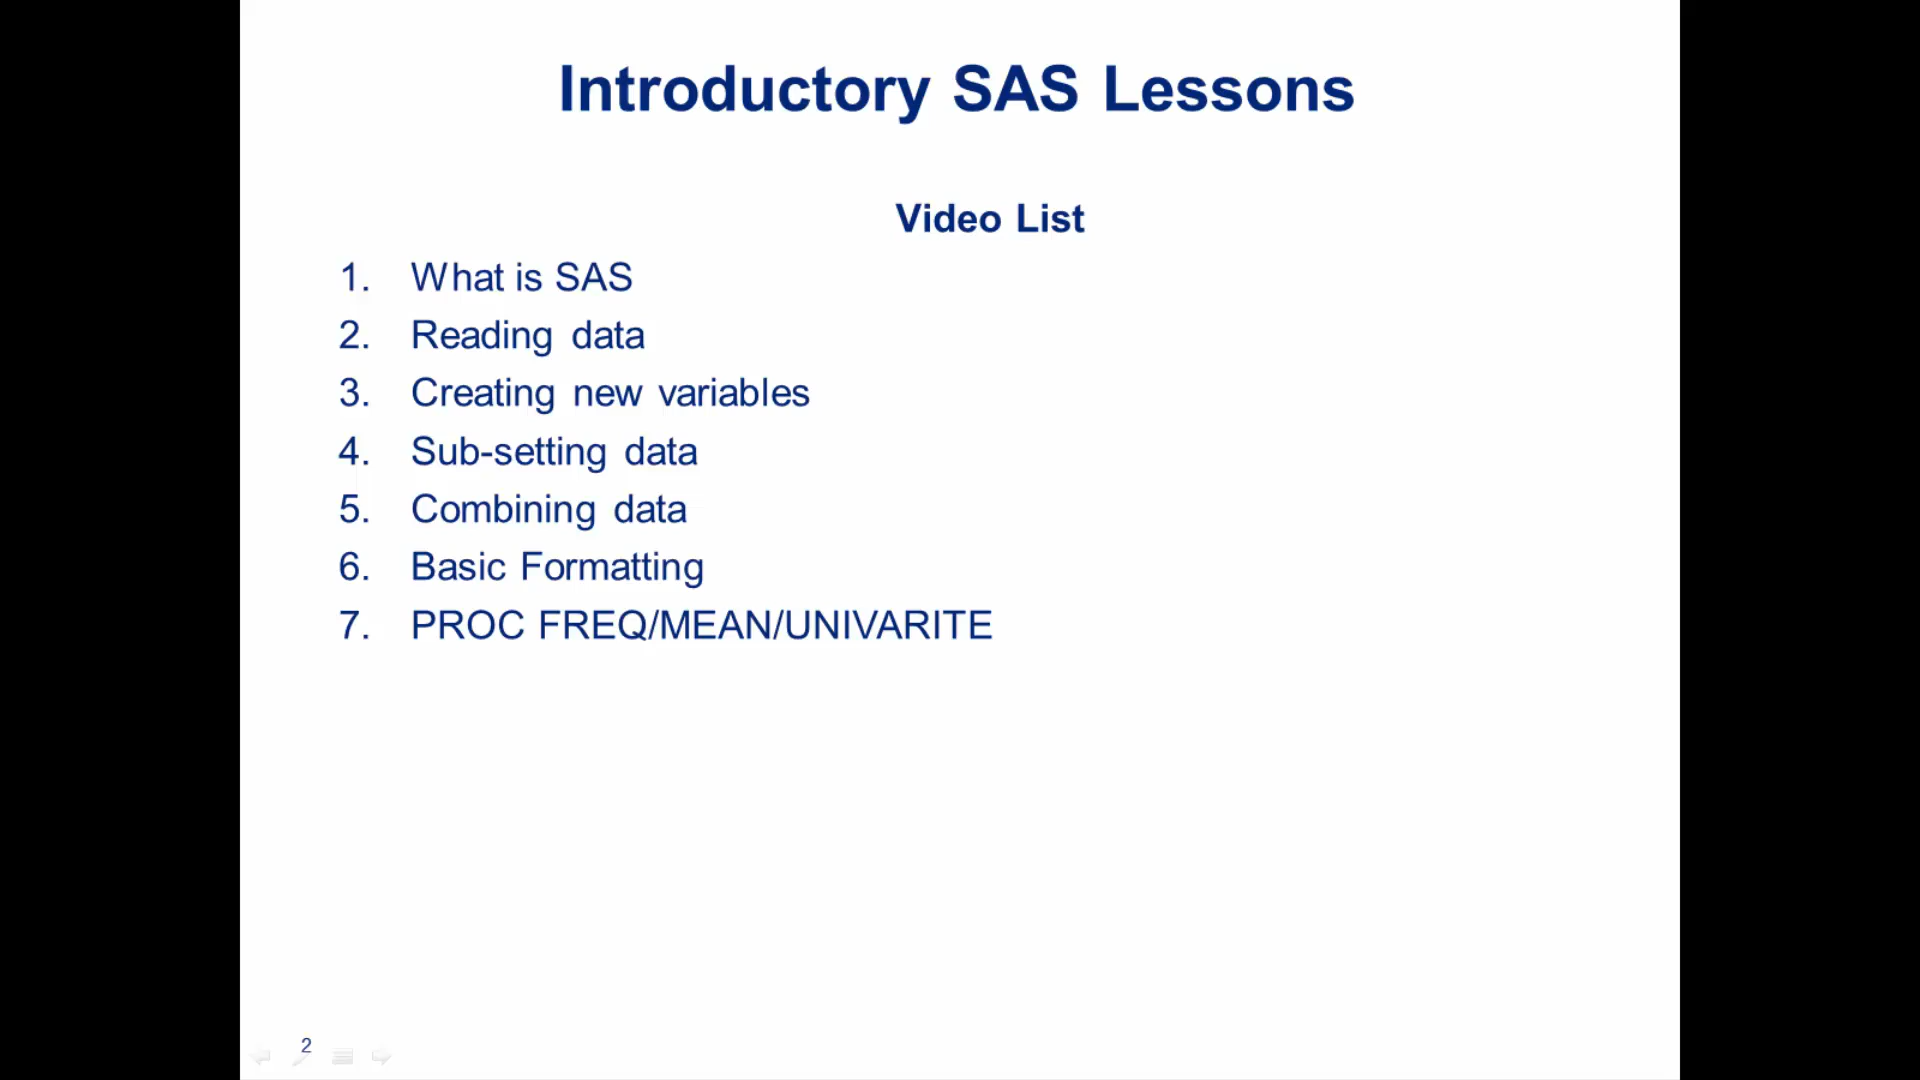 Introductory SAS Lessons
Video List
1. What is SAS
2. Reading data
3. Creating new variables
4. Sub-setting data
5. Combining data
6. Basic Formatting
7. PROC FREQ/MEAN/UNIVARITE
2